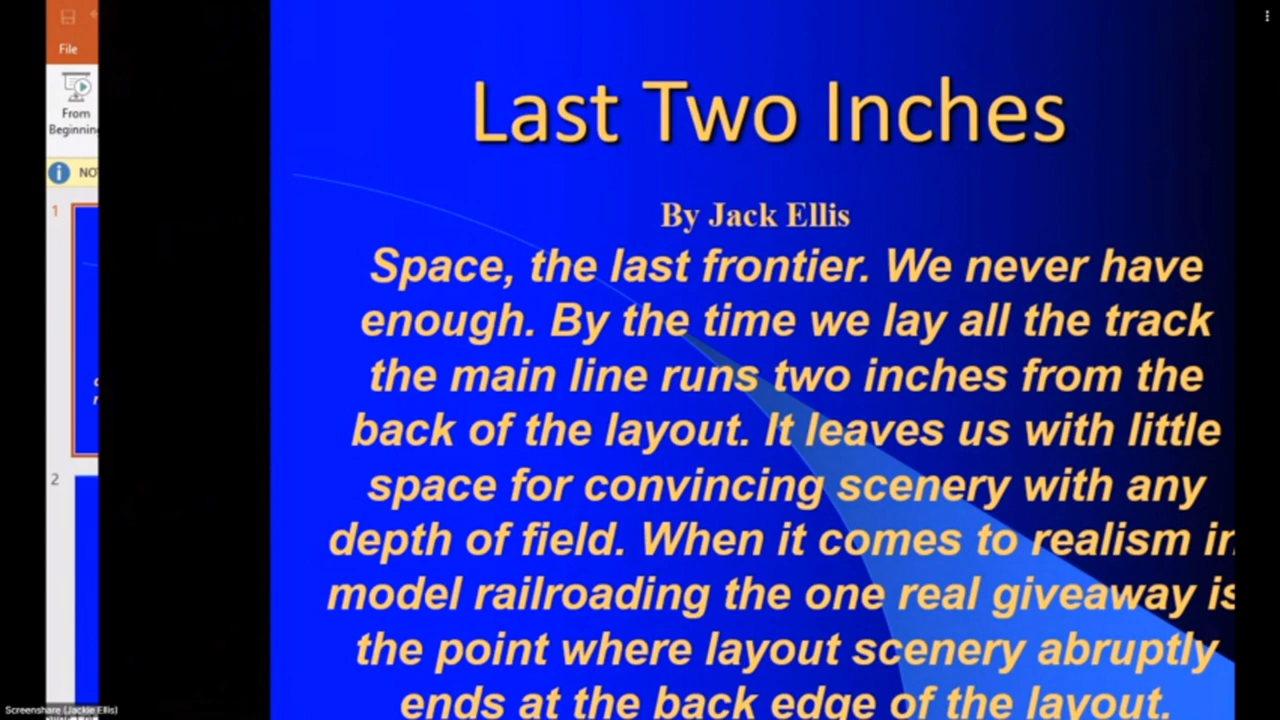 File
From
Beginning
NO
1
2
Last Two Inches
By Jack Ellis
Space, the last frontier. We never have
enough. By the time we lay all the track
the main line runs two inches from the
back of the layout. It leaves us with little
space for convincing scenery with any
depth of field. When it comes to realism in
model railroading the one real giveaway is
the point where layout scenery abruptly
ends at the back edge of the layout.
Screenshare (Jackie Ellis)